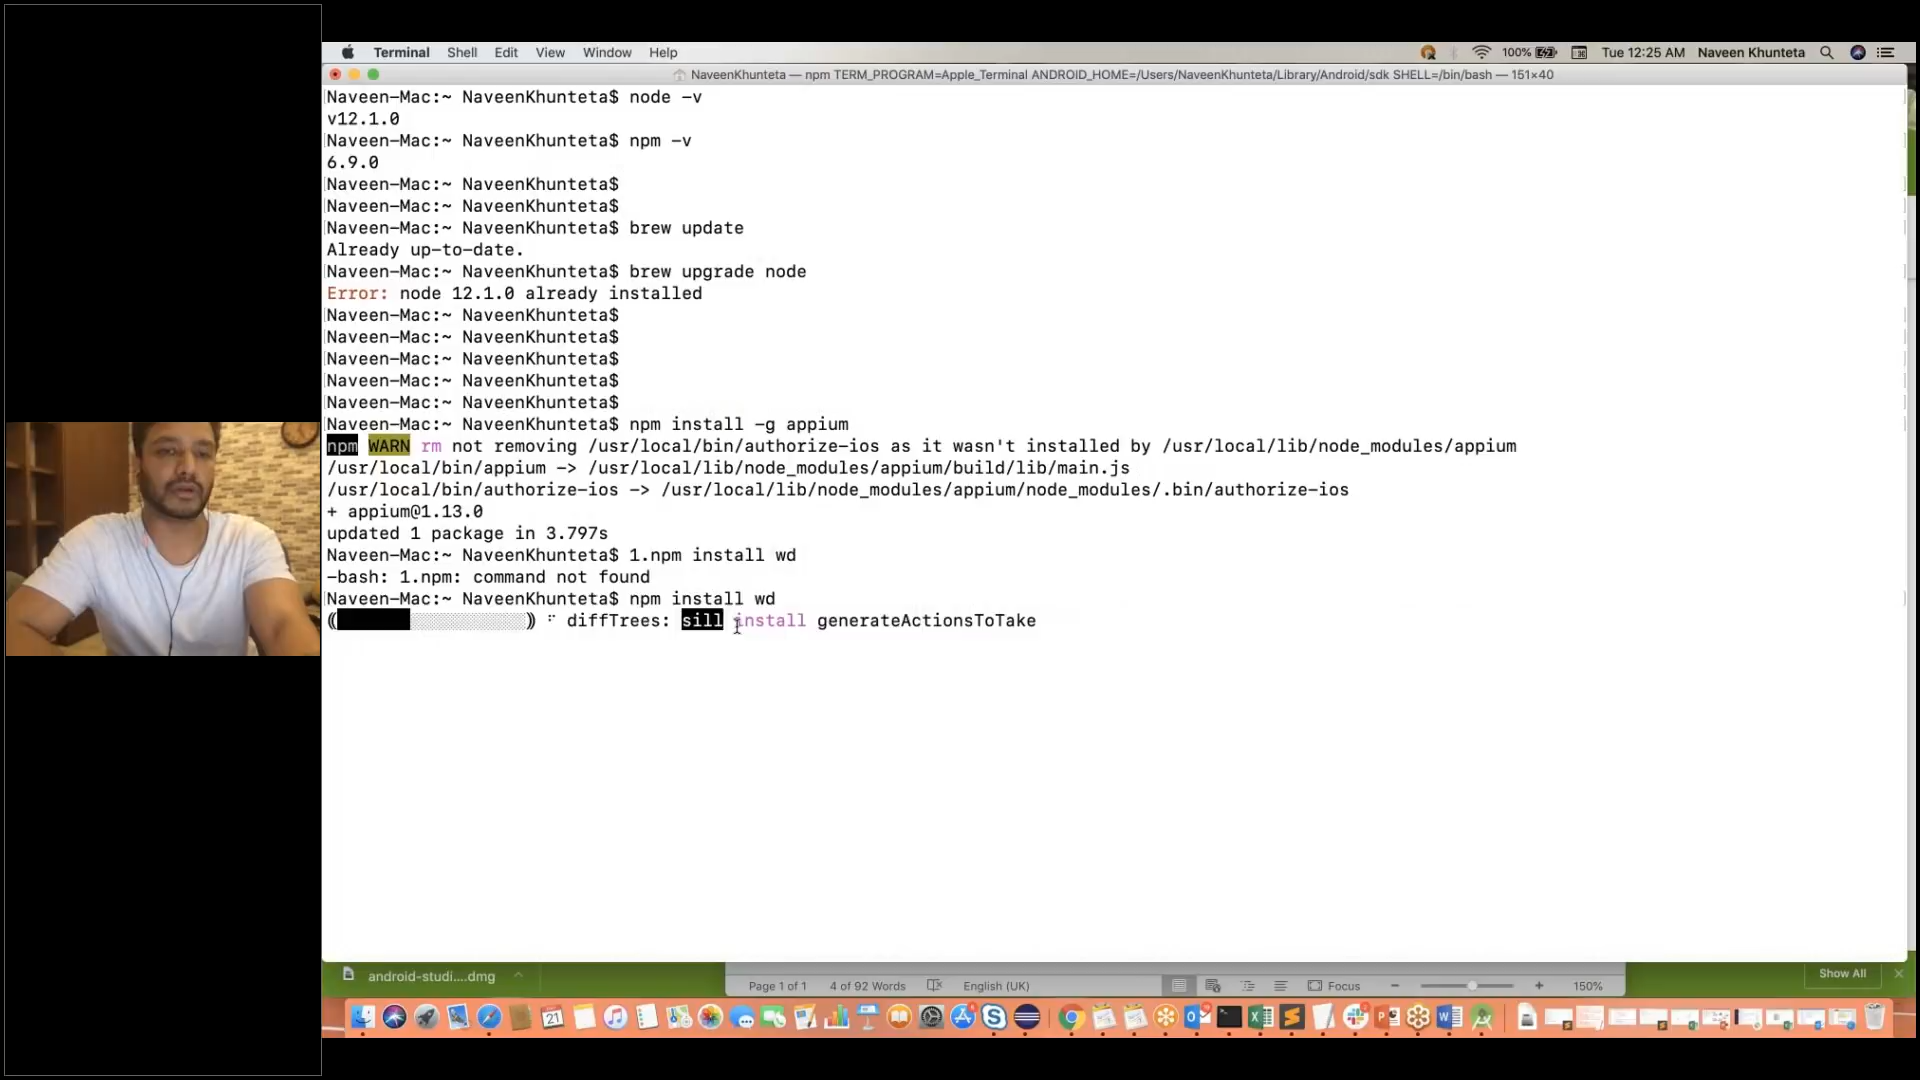 Terminal Shell Edit View Window Help 100% Tue 12:25 AM Naveen Khunteta
NaveenKhunteta — npm TERM_PROGRAM=Apple_Terminal ANDROID_HOME=/Users/NaveenKhunteta/Library/Android/sdk SHELL=/bin/bash — 151×40
Naveen-Mac:~ NaveenKhunteta$ node -v
v12.1.0
Naveen-Mac:~ NaveenKhunteta$ npm -v
6.9.0
Naveen-Mac:~ NaveenKhunteta$
Naveen-Mac:~ NaveenKhunteta$
Naveen-Mac:~ NaveenKhunteta$ brew update
Already up-to-date.
Naveen-Mac:~ NaveenKhunteta$ brew upgrade node
Error: node 12.1.0 already installed
Naveen-Mac:~ NaveenKhunteta$
Naveen-Mac:~ NaveenKhunteta$
Naveen-Mac:~ NaveenKhunteta$
Naveen-Mac:~ NaveenKhunteta$
Naveen-Mac:~ NaveenKhunteta$
Naveen-Mac:~ NaveenKhunteta$ npm install -g appium
npm WARN rm not removing /usr/local/bin/authorize-ios as it wasn't installed by /usr/local/lib/node_modules/appium
/usr/local/bin/appium -> /usr/local/lib/node_modules/appium/build/lib/main.js
/usr/local/bin/authorize-ios -> /usr/local/lib/node_modules/appium/node_modules/.bin/authorize-ios
+ appium@1.13.0
updated 1 package in 3.797s
Naveen-Mac:~ NaveenKhunteta$ 1.npm install wd
-bash: 1.npm: command not found
Naveen-Mac:~ NaveenKhunteta$ npm install wd
diffTrees: sill install generateActionsToTake
android-studi....dmg
Show All
Page 1 of 1 4 of 92 Words English (UK) Focus 150%
21